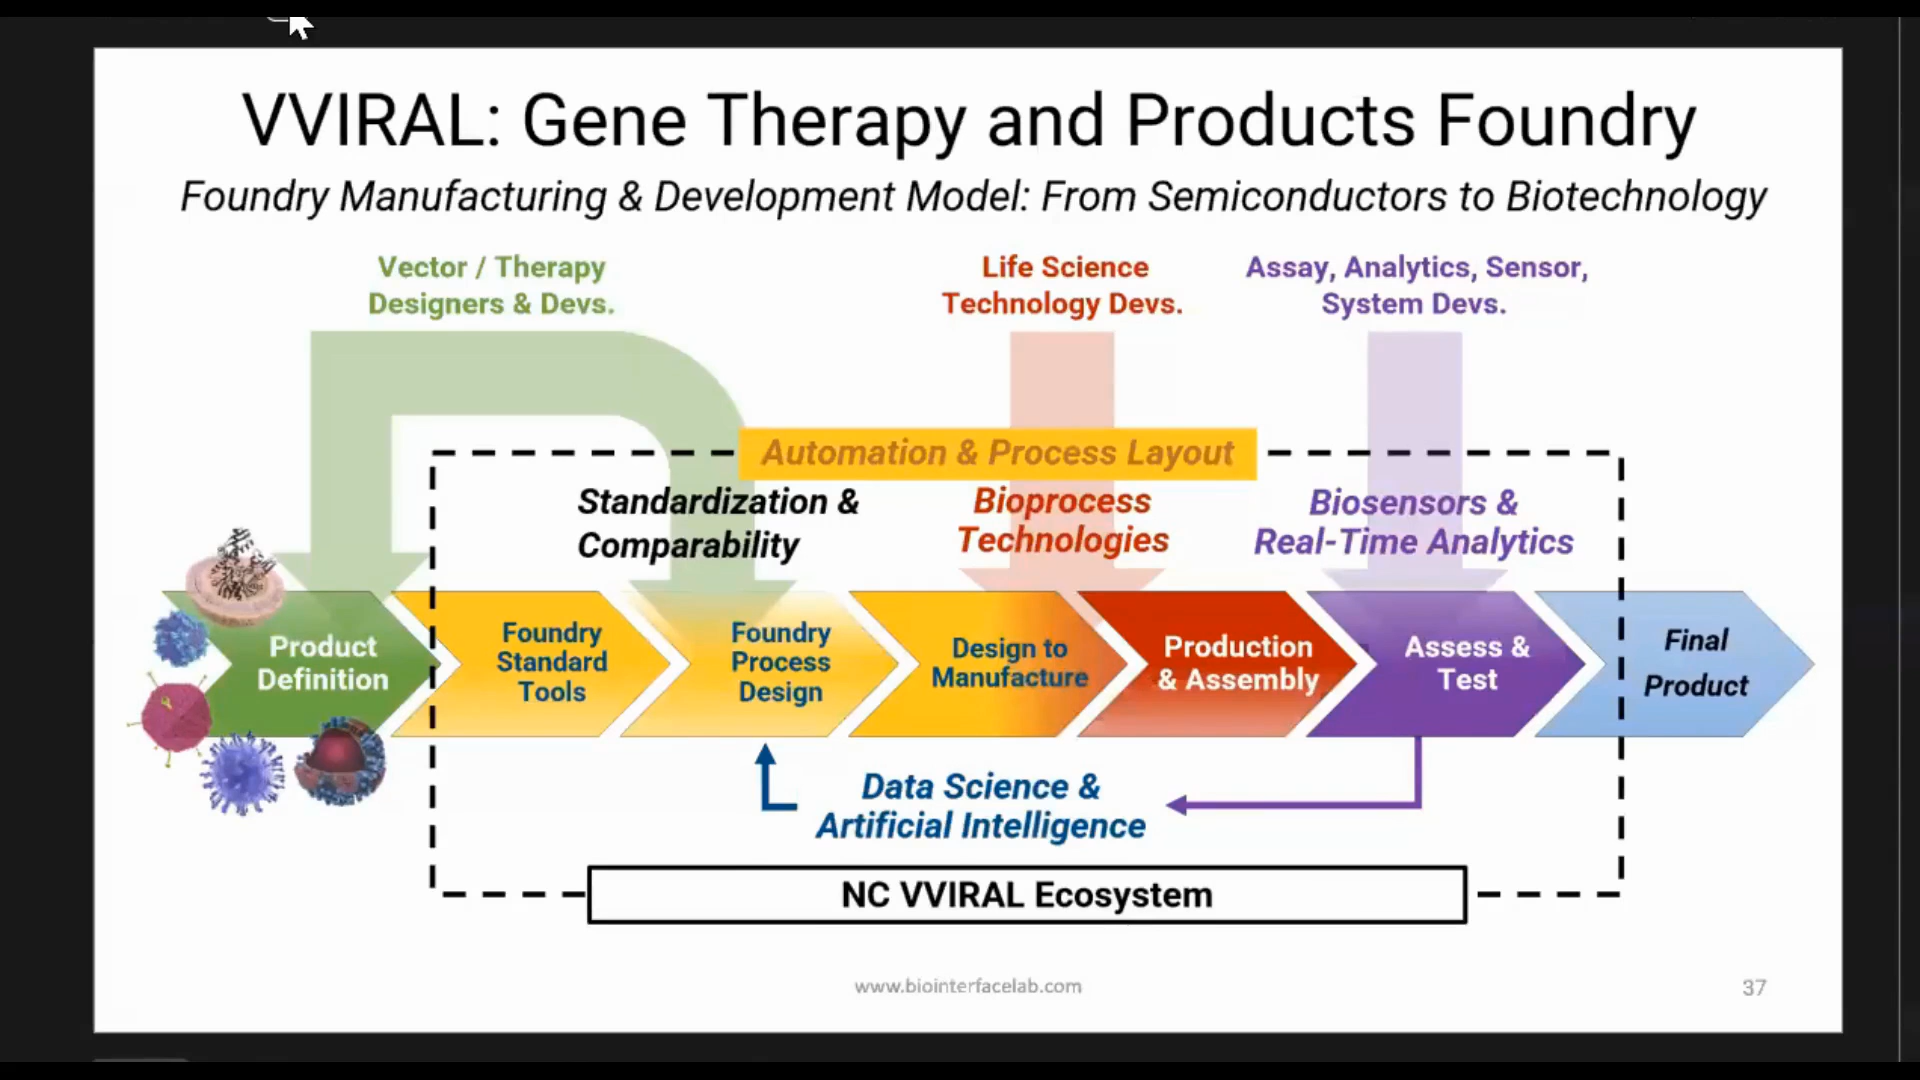 VVIRAL: Gene Therapy and Products Foundry
Foundry Manufacturing & Development Model: From Semiconductors to Biotechnology
Vector / Therapy
Designers & Devs.
Life Science
Technology Devs.
Assay, Analytics, Sensor,
System Devs.
Automation & Process Layout
Standardization &
Comparability
Bioprocess
Technologies
Biosensors &
Real-Time Analytics
Product
Definition
Foundry
Standard
Tools
Foundry
Process
Design
Design to
Manufacture
Production
& Assembly
Assess &
Test
Final
Product
Data Science &
Artificial Intelligence
NC VVIRAL Ecosystem
www.biointerfacelab.com
37